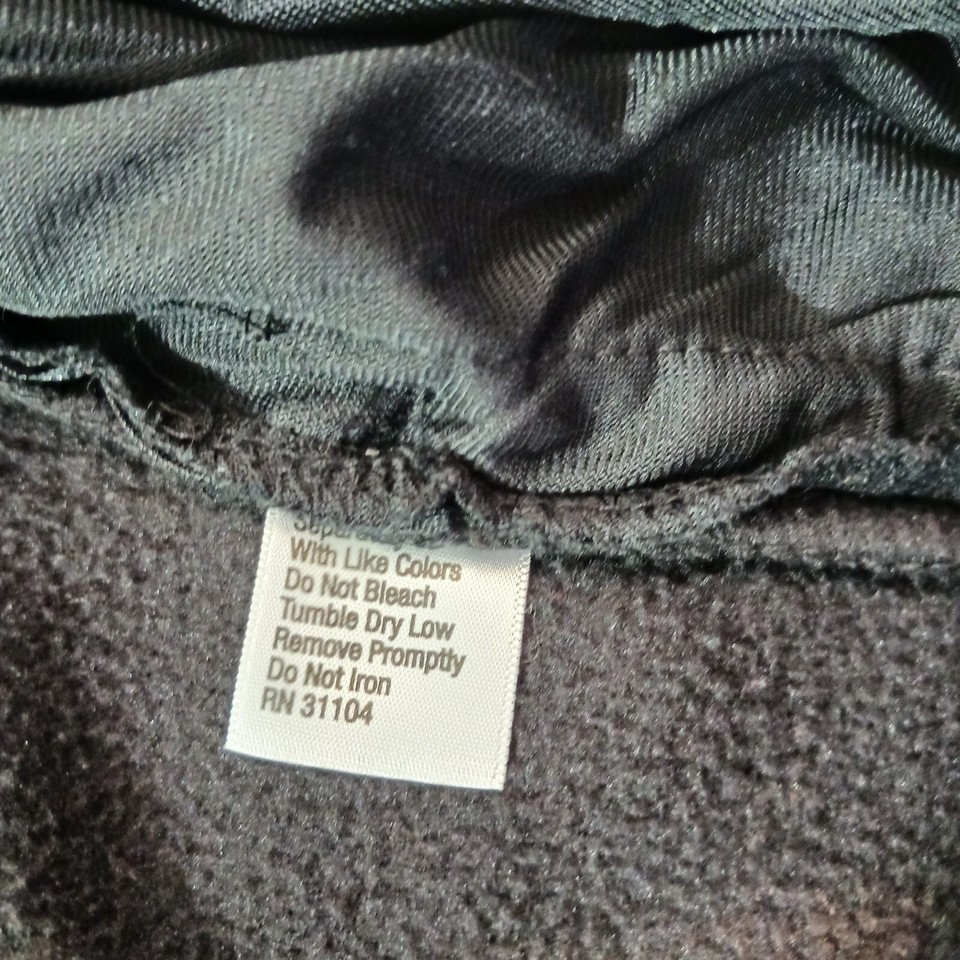 With Like Colors
Do Not Bleach
Tumble Dry Low
Remove Promptly
Do Not Iron
RN 31104